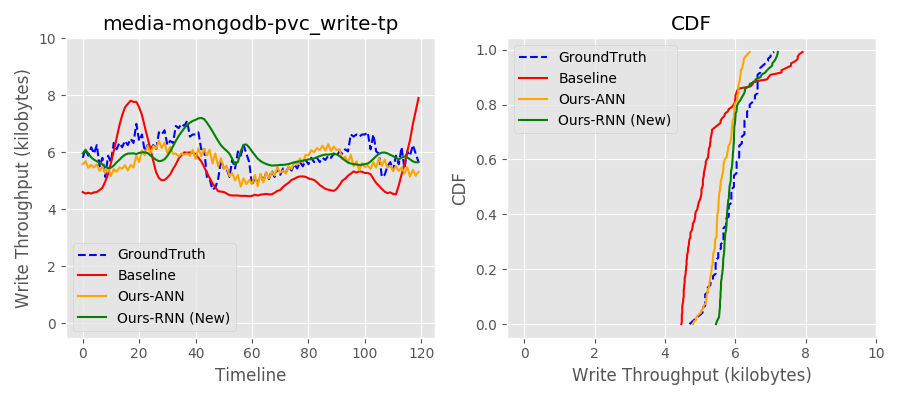 media-mongodb-pvc_write-tp
Write Throughput (kilobytes)
10
8
6
4
2
0
GroundTruth
Baseline
Ours-ANN
Ours-RNN (New)
0 20 40 60 80 100 120
Timeline
CDF
CDF
1.0
0.8
0.6
0.4
0.2
0.0
GroundTruth
Baseline
Ours-ANN
Ours-RNN (New)
0 2 4 6 8 10
Write Throughput (kilobytes)